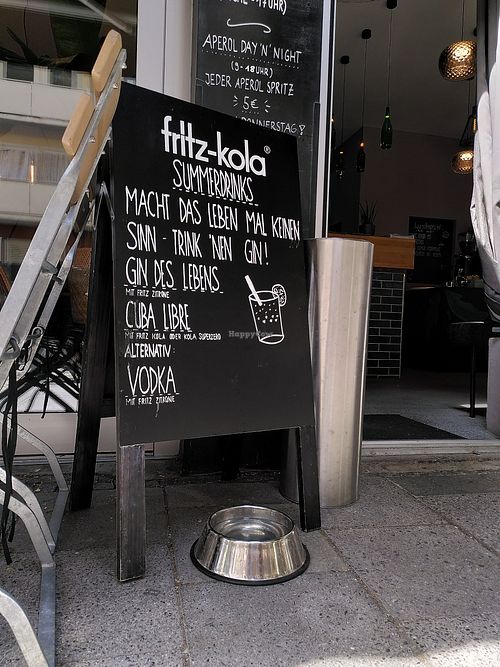 APEROL DAY 'N' NIGHT
(9-18UHR)
JEDER APEROL SPRITZ
5€
DONNERSTAG
fritz-kola®
SUMMERDRINKS
MACHT DAS LEBEN MAL KEINEN
SINN - TRINK 'NEN GIN!
GIN DES LEBENS
MIT FRITZ ZITRONE
CUBA LIBRE
MIT FRITZ KOLA ODER KOLA SUPERZERO
ALTERNATIV:
VODKA
MIT FRITZ ZITRONE
HappyCow